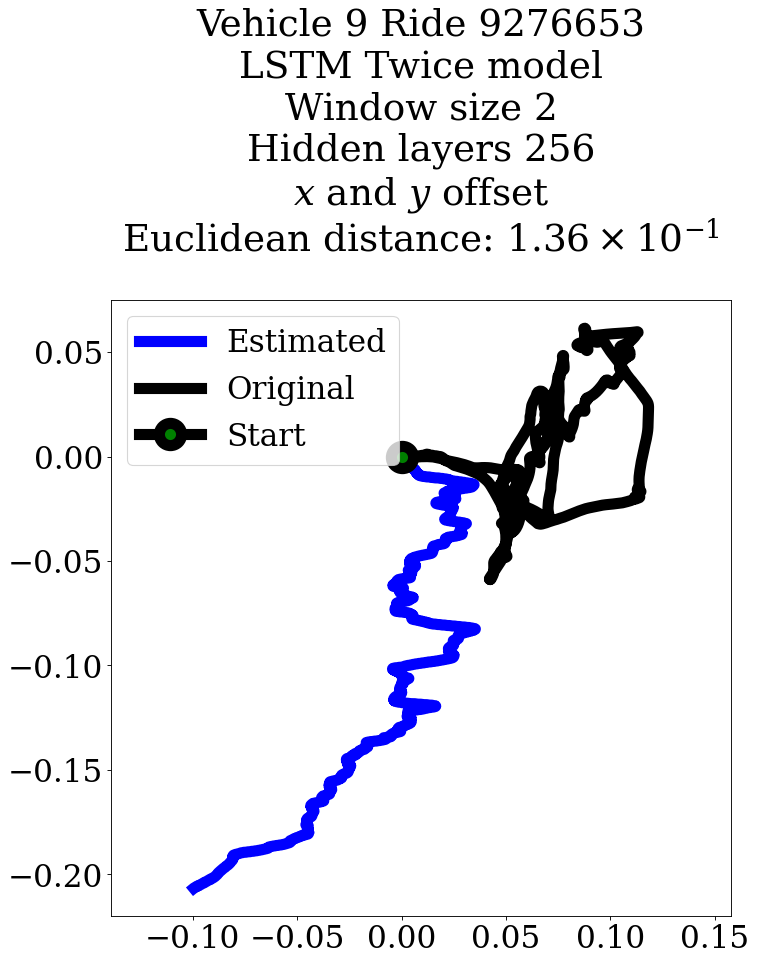 Vehicle 9 Ride 9276653
LSTM Twice model
Window size 2
Hidden layers 256
x and y offset
Euclidean distance: 1.36 × 10⁻¹
Estimated
Original
Start
0.05
0.00
−0.05
−0.10
−0.15
−0.20
−0.10 −0.05 0.00 0.05 0.10 0.15